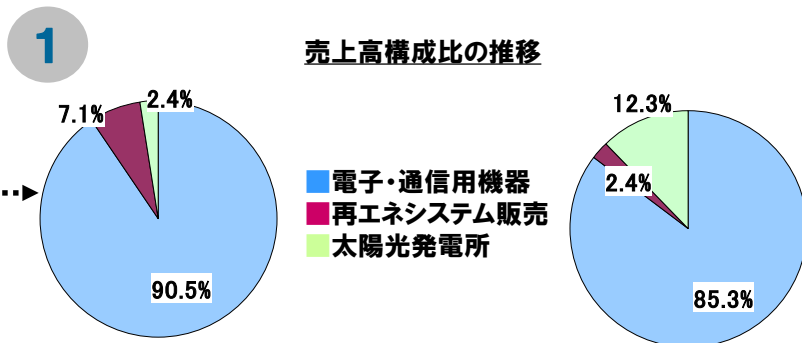 1
売上高構成比の推移
7.1%
2.4%
90.5%
電子・通信用機器
再エネシステム販売
太陽光発電所
12.3%
2.4%
85.3%